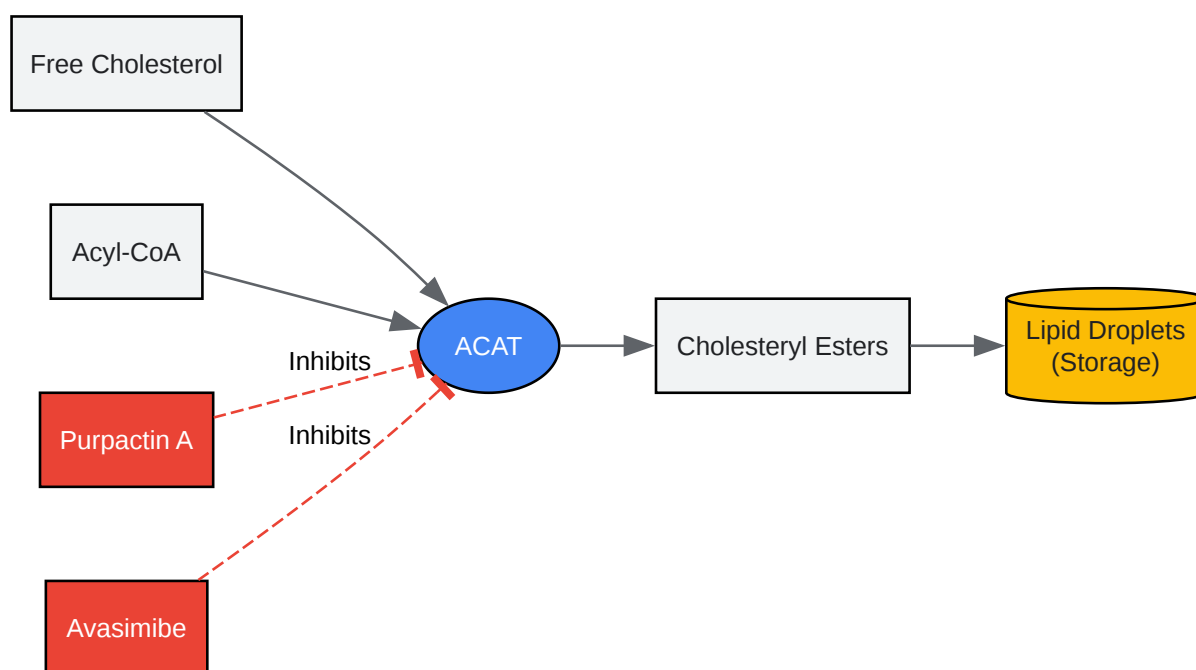 Free Cholesterol
Acyl-CoA
ACAT
Cholesteryl Esters
Lipid Droplets
(Storage)
Inhibits
Purpactin A
Inhibits
Avasimibe